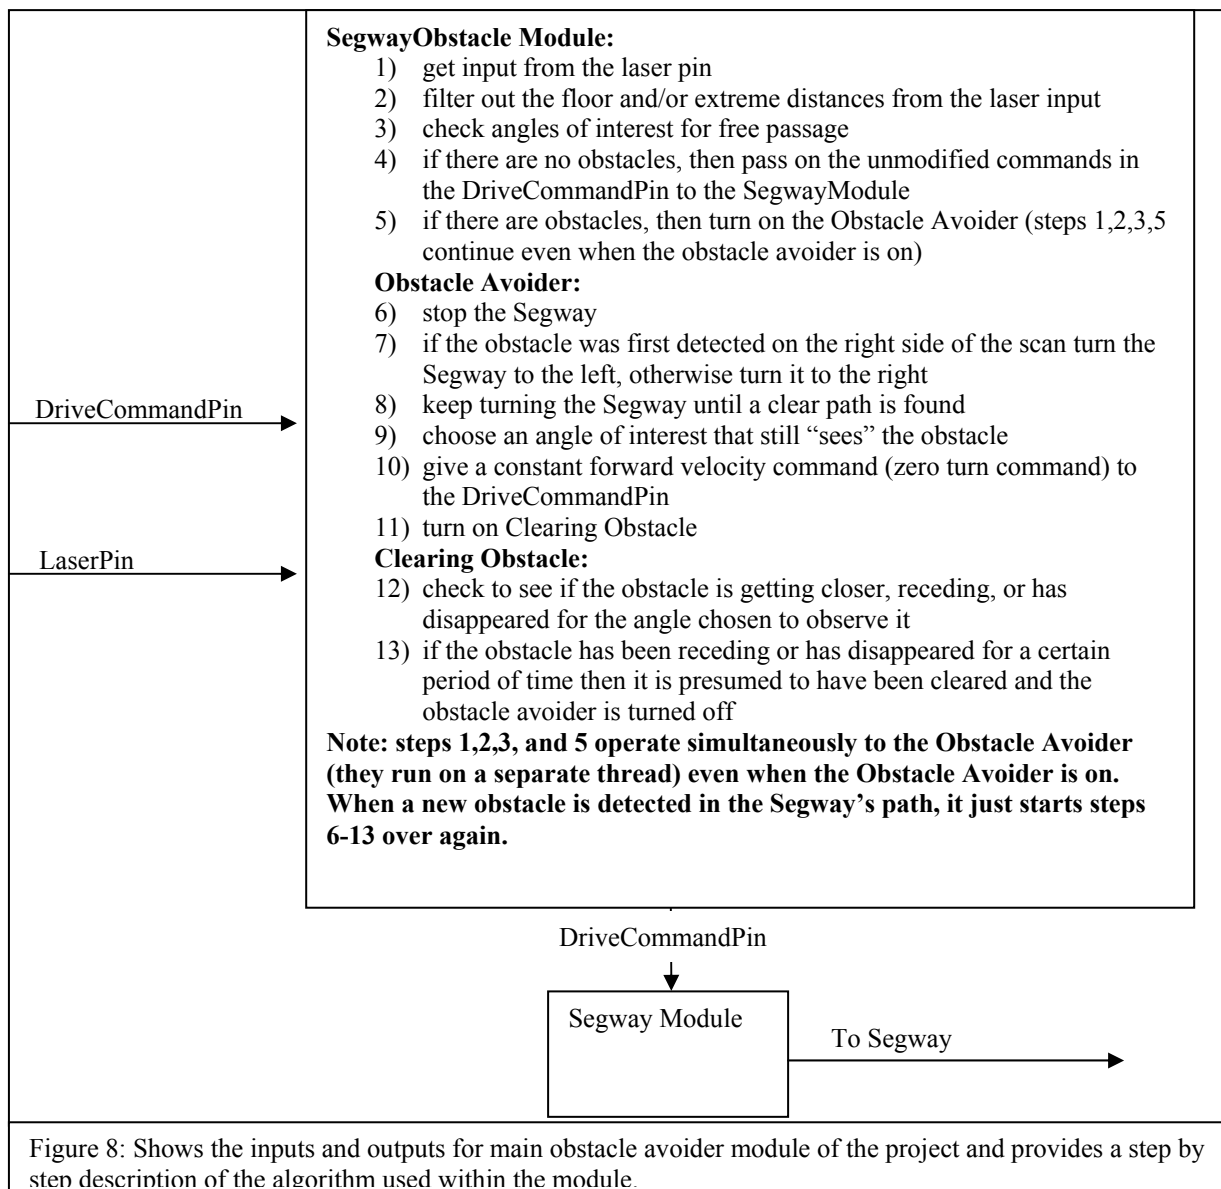 SegwayObstacle Module:
1) get input from the laser pin
2) filter out the floor and/or extreme distances from the laser input
3) check angles of interest for free passage
4) if there are no obstacles, then pass on the unmodified commands in
the DriveCommandPin to the SegwayModule
5) if there are obstacles, then turn on the Obstacle Avoider (steps 1,2,3,5
continue even when the obstacle avoider is on)
Obstacle Avoider:
6) stop the Segway
7) if the obstacle was first detected on the right side of the scan turn the
Segway to the left, otherwise turn it to the right
8) keep turning the Segway until a clear path is found
9) choose an angle of interest that still “sees” the obstacle
10) give a constant forward velocity command (zero turn command) to
the DriveCommandPin
11) turn on Clearing Obstacle
Clearing Obstacle:
12) check to see if the obstacle is getting closer, receding, or has
disappeared for the angle chosen to observe it
13) if the obstacle has been receding or has disappeared for a certain
period of time then it is presumed to have been cleared and the
obstacle avoider is turned off
Note: steps 1,2,3, and 5 operate simultaneously to the Obstacle Avoider
(they run on a separate thread) even when the Obstacle Avoider is on.
When a new obstacle is detected in the Segway’s path, it just starts steps
6-13 over again.
DriveCommandPin
LaserPin
DriveCommandPin
Segway Module
To Segway
Figure 8: Shows the inputs and outputs for main obstacle avoider module of the project and provides a step by
step description of the algorithm used within the module.